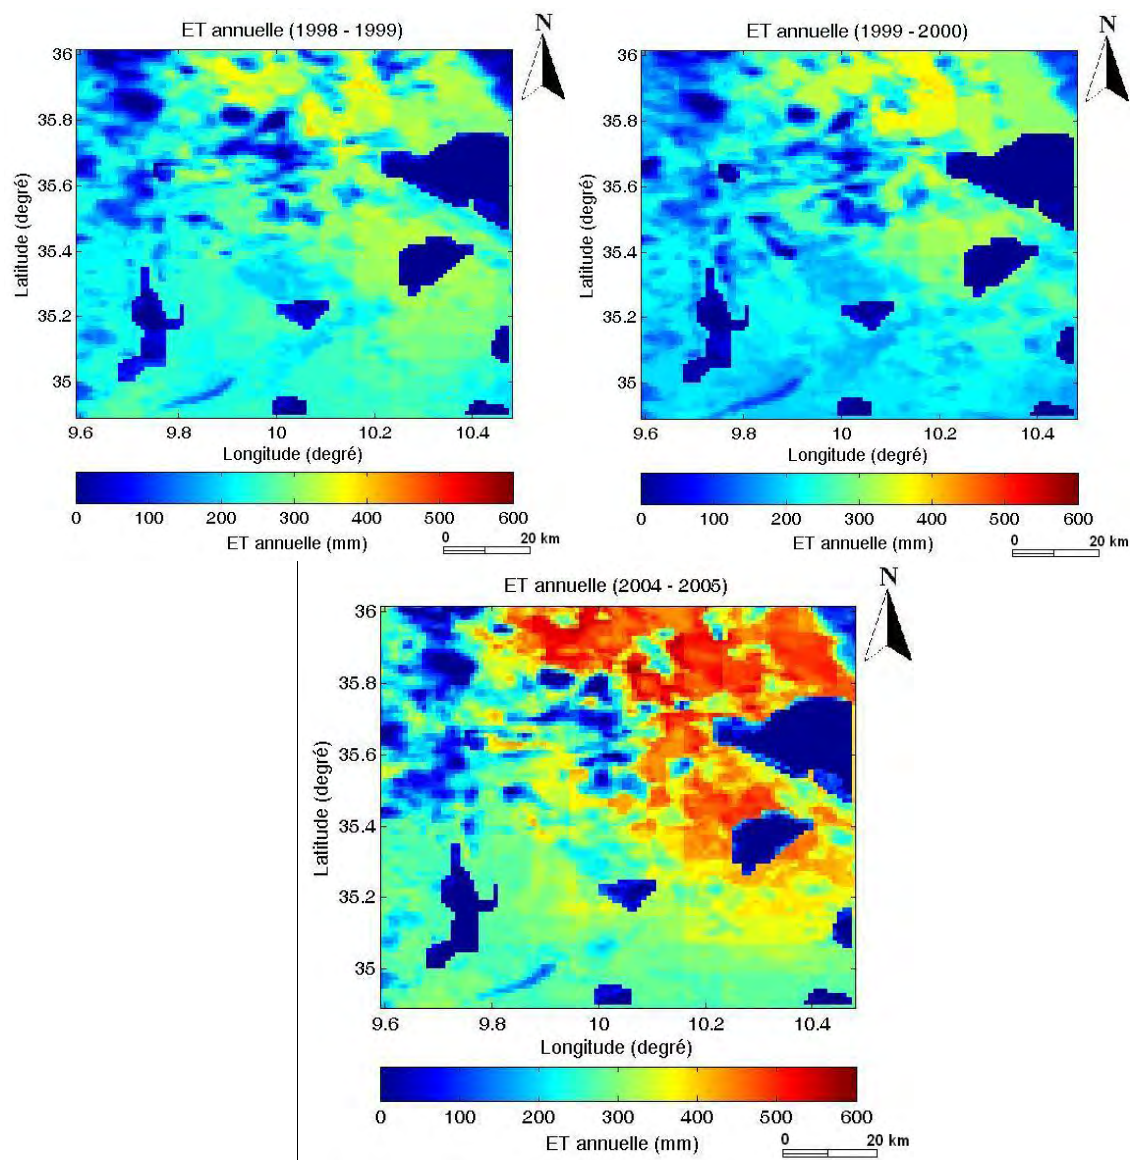 ET annuelle (1998 - 1999)
N
36
35.8
35.6
35.4
35.2
35
Latitude (degré)
9.6 9.8 10 10.2 10.4
Longitude (degré)
0 100 200 300 400 500 600
ET annuelle (mm)
0 20 km
ET annuelle (1999 - 2000)
N
36
35.8
35.6
35.4
35.2
35
Latitude (degré)
9.6 9.8 10 10.2 10.4
Longitude (degré)
0 100 200 300 400 500 600
ET annuelle (mm)
0 20 km
ET annuelle (2004 - 2005)
N
36
35.8
35.6
35.4
35.2
35
Latitude (degré)
9.6 9.8 10 10.2 10.4
Longitude (degré)
0 100 200 300 400 500 600
ET annuelle (mm)
0 20 km